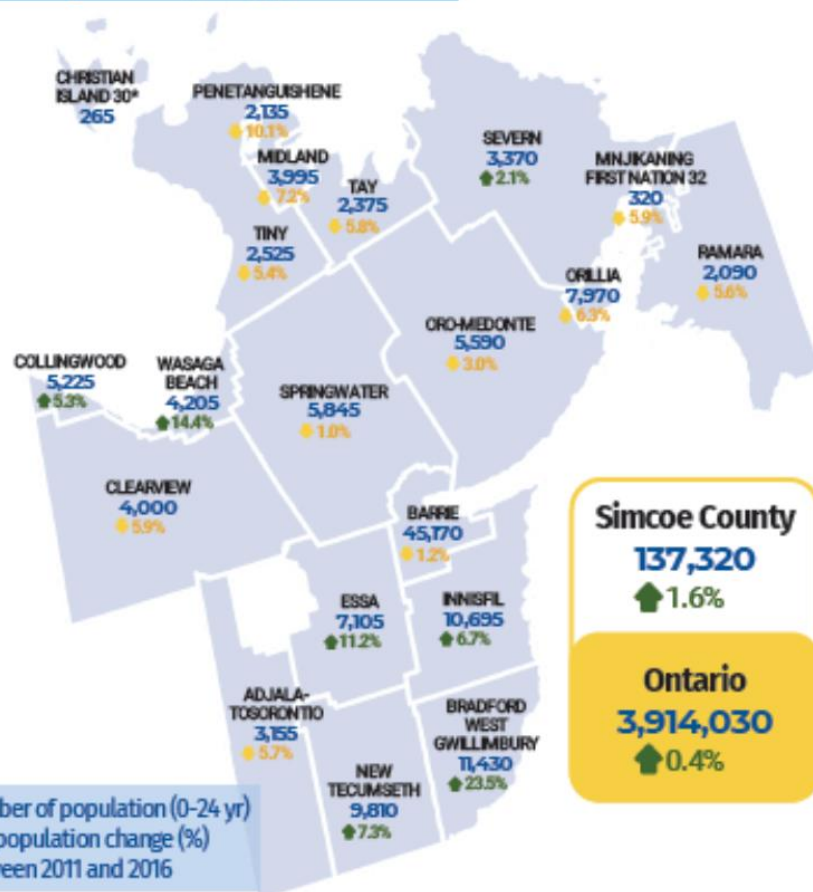 CHRISTIAN
ISLAND 30*
265
PENETANGUISHENE
2,135
10.1%
MIDLAND
3,995
7.2%
TAY
2,375
5.8%
TINY
2,525
5.4%
SEVERN
3,370
2.1%
MNJIKANING
FIRST NATION 32
320
5.9%
RAMARA
2,090
5.6%
ORILLIA
7,970
6.3%
ORO-MEDONTE
5,590
3.0%
COLLINGWOOD
5,225
5.3%
WASAGA
BEACH
4,205
14.4%
SPRINGWATER
5,845
1.0%
CLEARVIEW
4,000
5.9%
BARRIE
45,170
1.2%
ESSA
7,105
11.2%
INNISFIL
10,695
6.7%
ADJALA-
TOSORONTIO
3,155
5.7%
NEW
TECUMSETH
9,810
7.3%
BRADFORD
WEST
GWILLIMBURY
11,430
23.5%
Simcoe County
137,320
1.6%
Ontario
3,914,030
0.4%
ber of population (0-24 yr)
population change (%)
ween 2011 and 2016